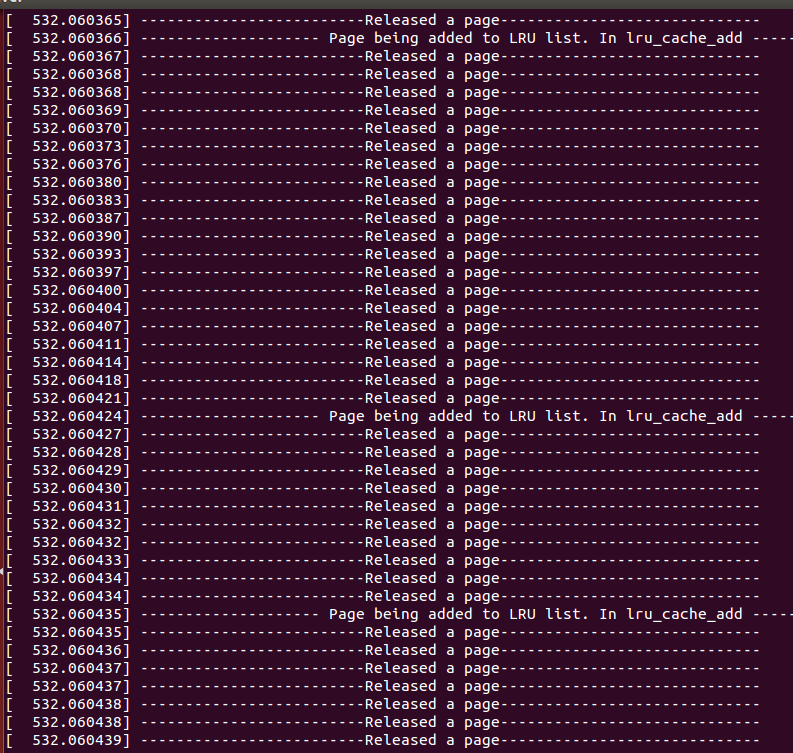 [  532.060365] -------------------------Released a page-----------------------------
[  532.060366] -------------------- Page being added to LRU list. In lru_cache_add -----
[  532.060367] -------------------------Released a page-----------------------------
[  532.060368] -------------------------Released a page-----------------------------
[  532.060368] -------------------------Released a page-----------------------------
[  532.060369] -------------------------Released a page-----------------------------
[  532.060370] -------------------------Released a page-----------------------------
[  532.060373] -------------------------Released a page-----------------------------
[  532.060376] -------------------------Released a page-----------------------------
[  532.060380] -------------------------Released a page-----------------------------
[  532.060383] -------------------------Released a page-----------------------------
[  532.060387] -------------------------Released a page-----------------------------
[  532.060390] -------------------------Released a page-----------------------------
[  532.060393] -------------------------Released a page-----------------------------
[  532.060397] -------------------------Released a page-----------------------------
[  532.060400] -------------------------Released a page-----------------------------
[  532.060404] -------------------------Released a page-----------------------------
[  532.060407] -------------------------Released a page-----------------------------
[  532.060411] -------------------------Released a page-----------------------------
[  532.060414] -------------------------Released a page-----------------------------
[  532.060418] -------------------------Released a page-----------------------------
[  532.060421] -------------------------Released a page-----------------------------
[  532.060424] -------------------- Page being added to LRU list. In lru_cache_add -----
[  532.060427] -------------------------Released a page-----------------------------
[  532.060428] -------------------------Released a page-----------------------------
[  532.060429] -------------------------Released a page-----------------------------
[  532.060430] -------------------------Released a page-----------------------------
[  532.060431] -------------------------Released a page-----------------------------
[  532.060432] -------------------------Released a page-----------------------------
[  532.060432] -------------------------Released a page-----------------------------
[  532.060433] -------------------------Released a page-----------------------------
[  532.060434] -------------------------Released a page-----------------------------
[  532.060434] -------------------------Released a page-----------------------------
[  532.060435] -------------------- Page being added to LRU list. In lru_cache_add -----
[  532.060435] -------------------------Released a page-----------------------------
[  532.060436] -------------------------Released a page-----------------------------
[  532.060437] -------------------------Released a page-----------------------------
[  532.060437] -------------------------Released a page-----------------------------
[  532.060438] -------------------------Released a page-----------------------------
[  532.060438] -------------------------Released a page-----------------------------
[  532.060439] -------------------------Released a page-----------------------------